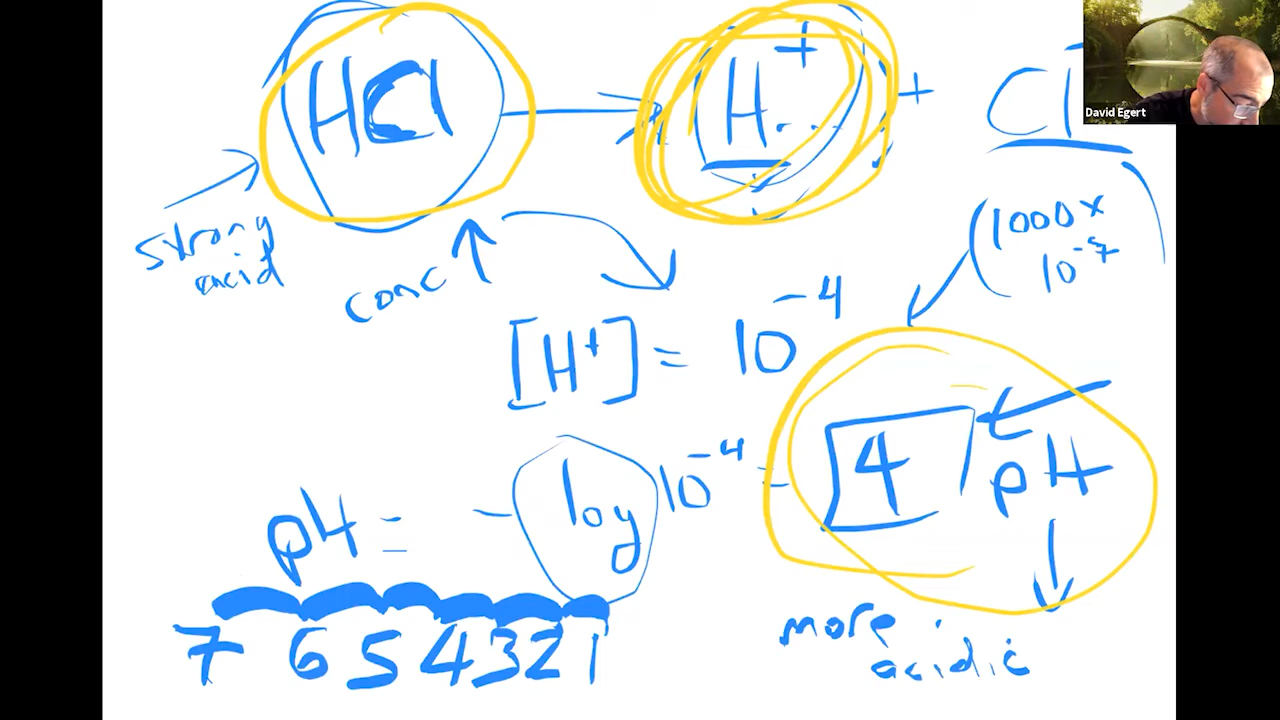 HCl → H+ + Cl-
David Egert
strong
acid
conc ↑
(1000x
10-7
[H+] = 10-4
pH = - log 10-4 = 4 pH
7 6 5 4 3 2 1
more
acidic